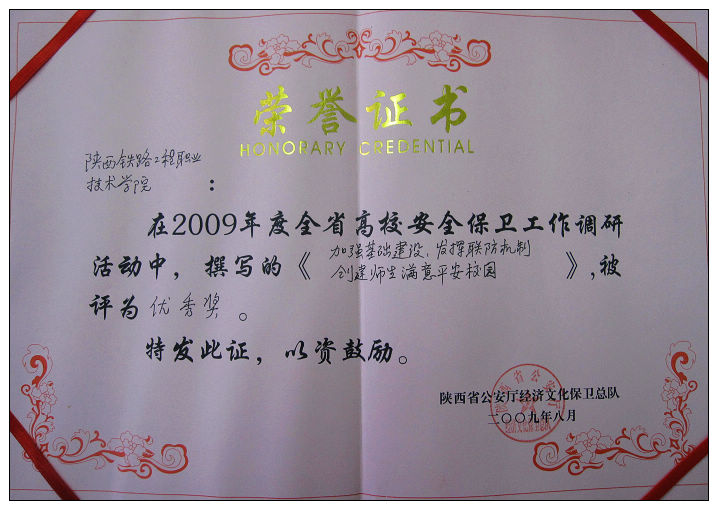 荣誉证书
HONORARY CREDENTIAL
陕西铁路工程职业
技术学院 :
在2009年度全省高校安全保卫工作调研
活动中，撰写的《加强基础建设、发挥联防机制
创建师生满意平安校园》,被
评为优秀奖。
特发此证，以资鼓励。
陕西省公安厅经济文化保卫总队
二〇〇九年八月